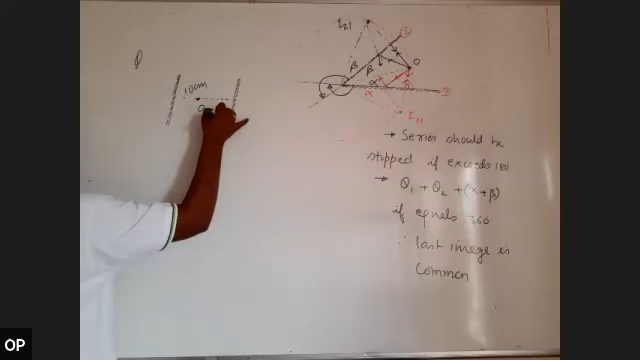 Q
10cm
O
I21
β
β
α
α
O
I11
→ Series should be
stopped if exceeds 180
→ θ1 + θ2 + (α+β)
if equals 360
∴ last image is
Common
OP